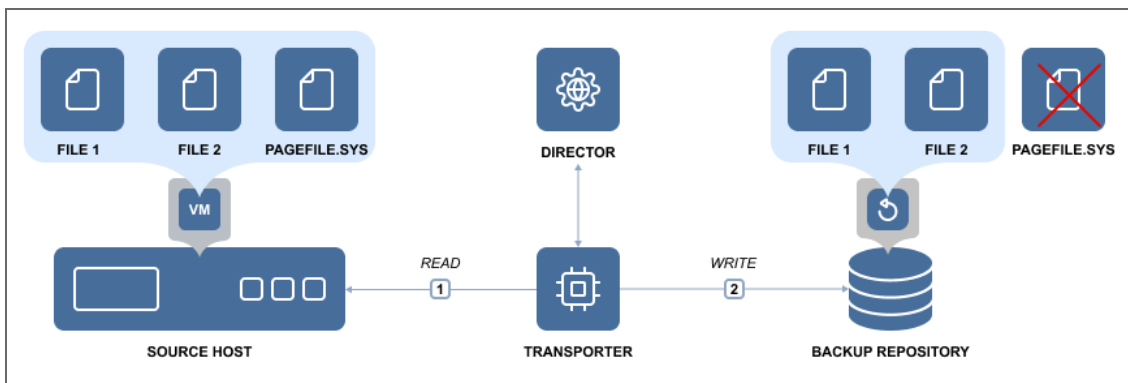 FILE 1
FILE 2
PAGEFILE.SYS
DIRECTOR
FILE 1
FILE 2
PAGEFILE.SYS
VM
READ
1
WRITE
2
SOURCE HOST
TRANSPORTER
BACKUP REPOSITORY